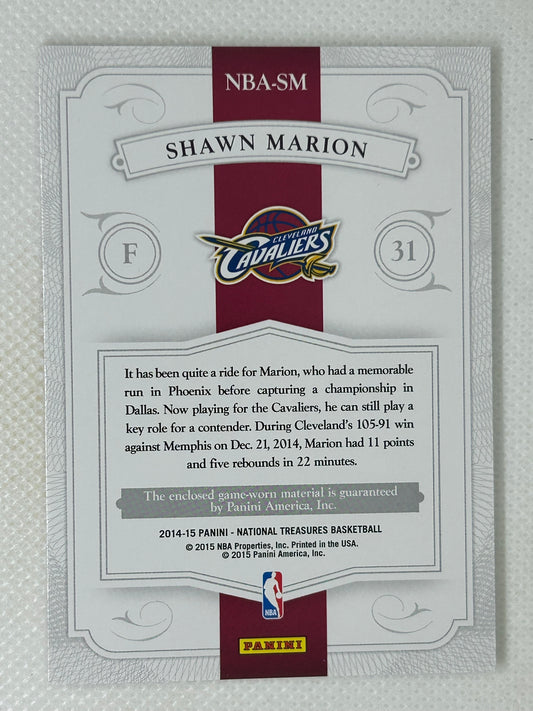 NBA-SM
SHAWN MARION
F
CLEVELAND
CAVALIERS
31
It has been quite a ride for Marion, who had a memorable
run in Phoenix before capturing a championship in
Dallas. Now playing for the Cavaliers, he can still play a
key role for a contender. During Cleveland's 105-91 win
against Memphis on Dec. 21, 2014, Marion had 11 points
and five rebounds in 22 minutes.
The enclosed game-worn material is guaranteed
by Panini America, Inc.
2014-15 PANINI - NATIONAL TREASURES BASKETBALL
© 2015 NBA Properties, Inc. Printed in the USA.
© 2015 Panini America, Inc.
NBA
PANINI